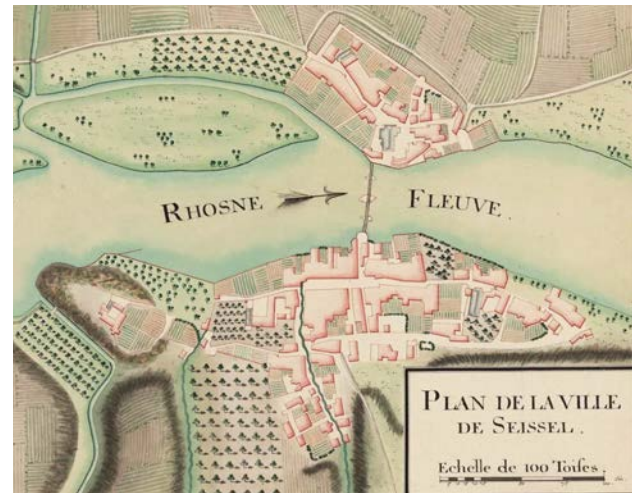 RHOSNE FLEUVE.
PLAN DE LA VILLE
DE SEISSEL.
Echelle de 100 Toises.